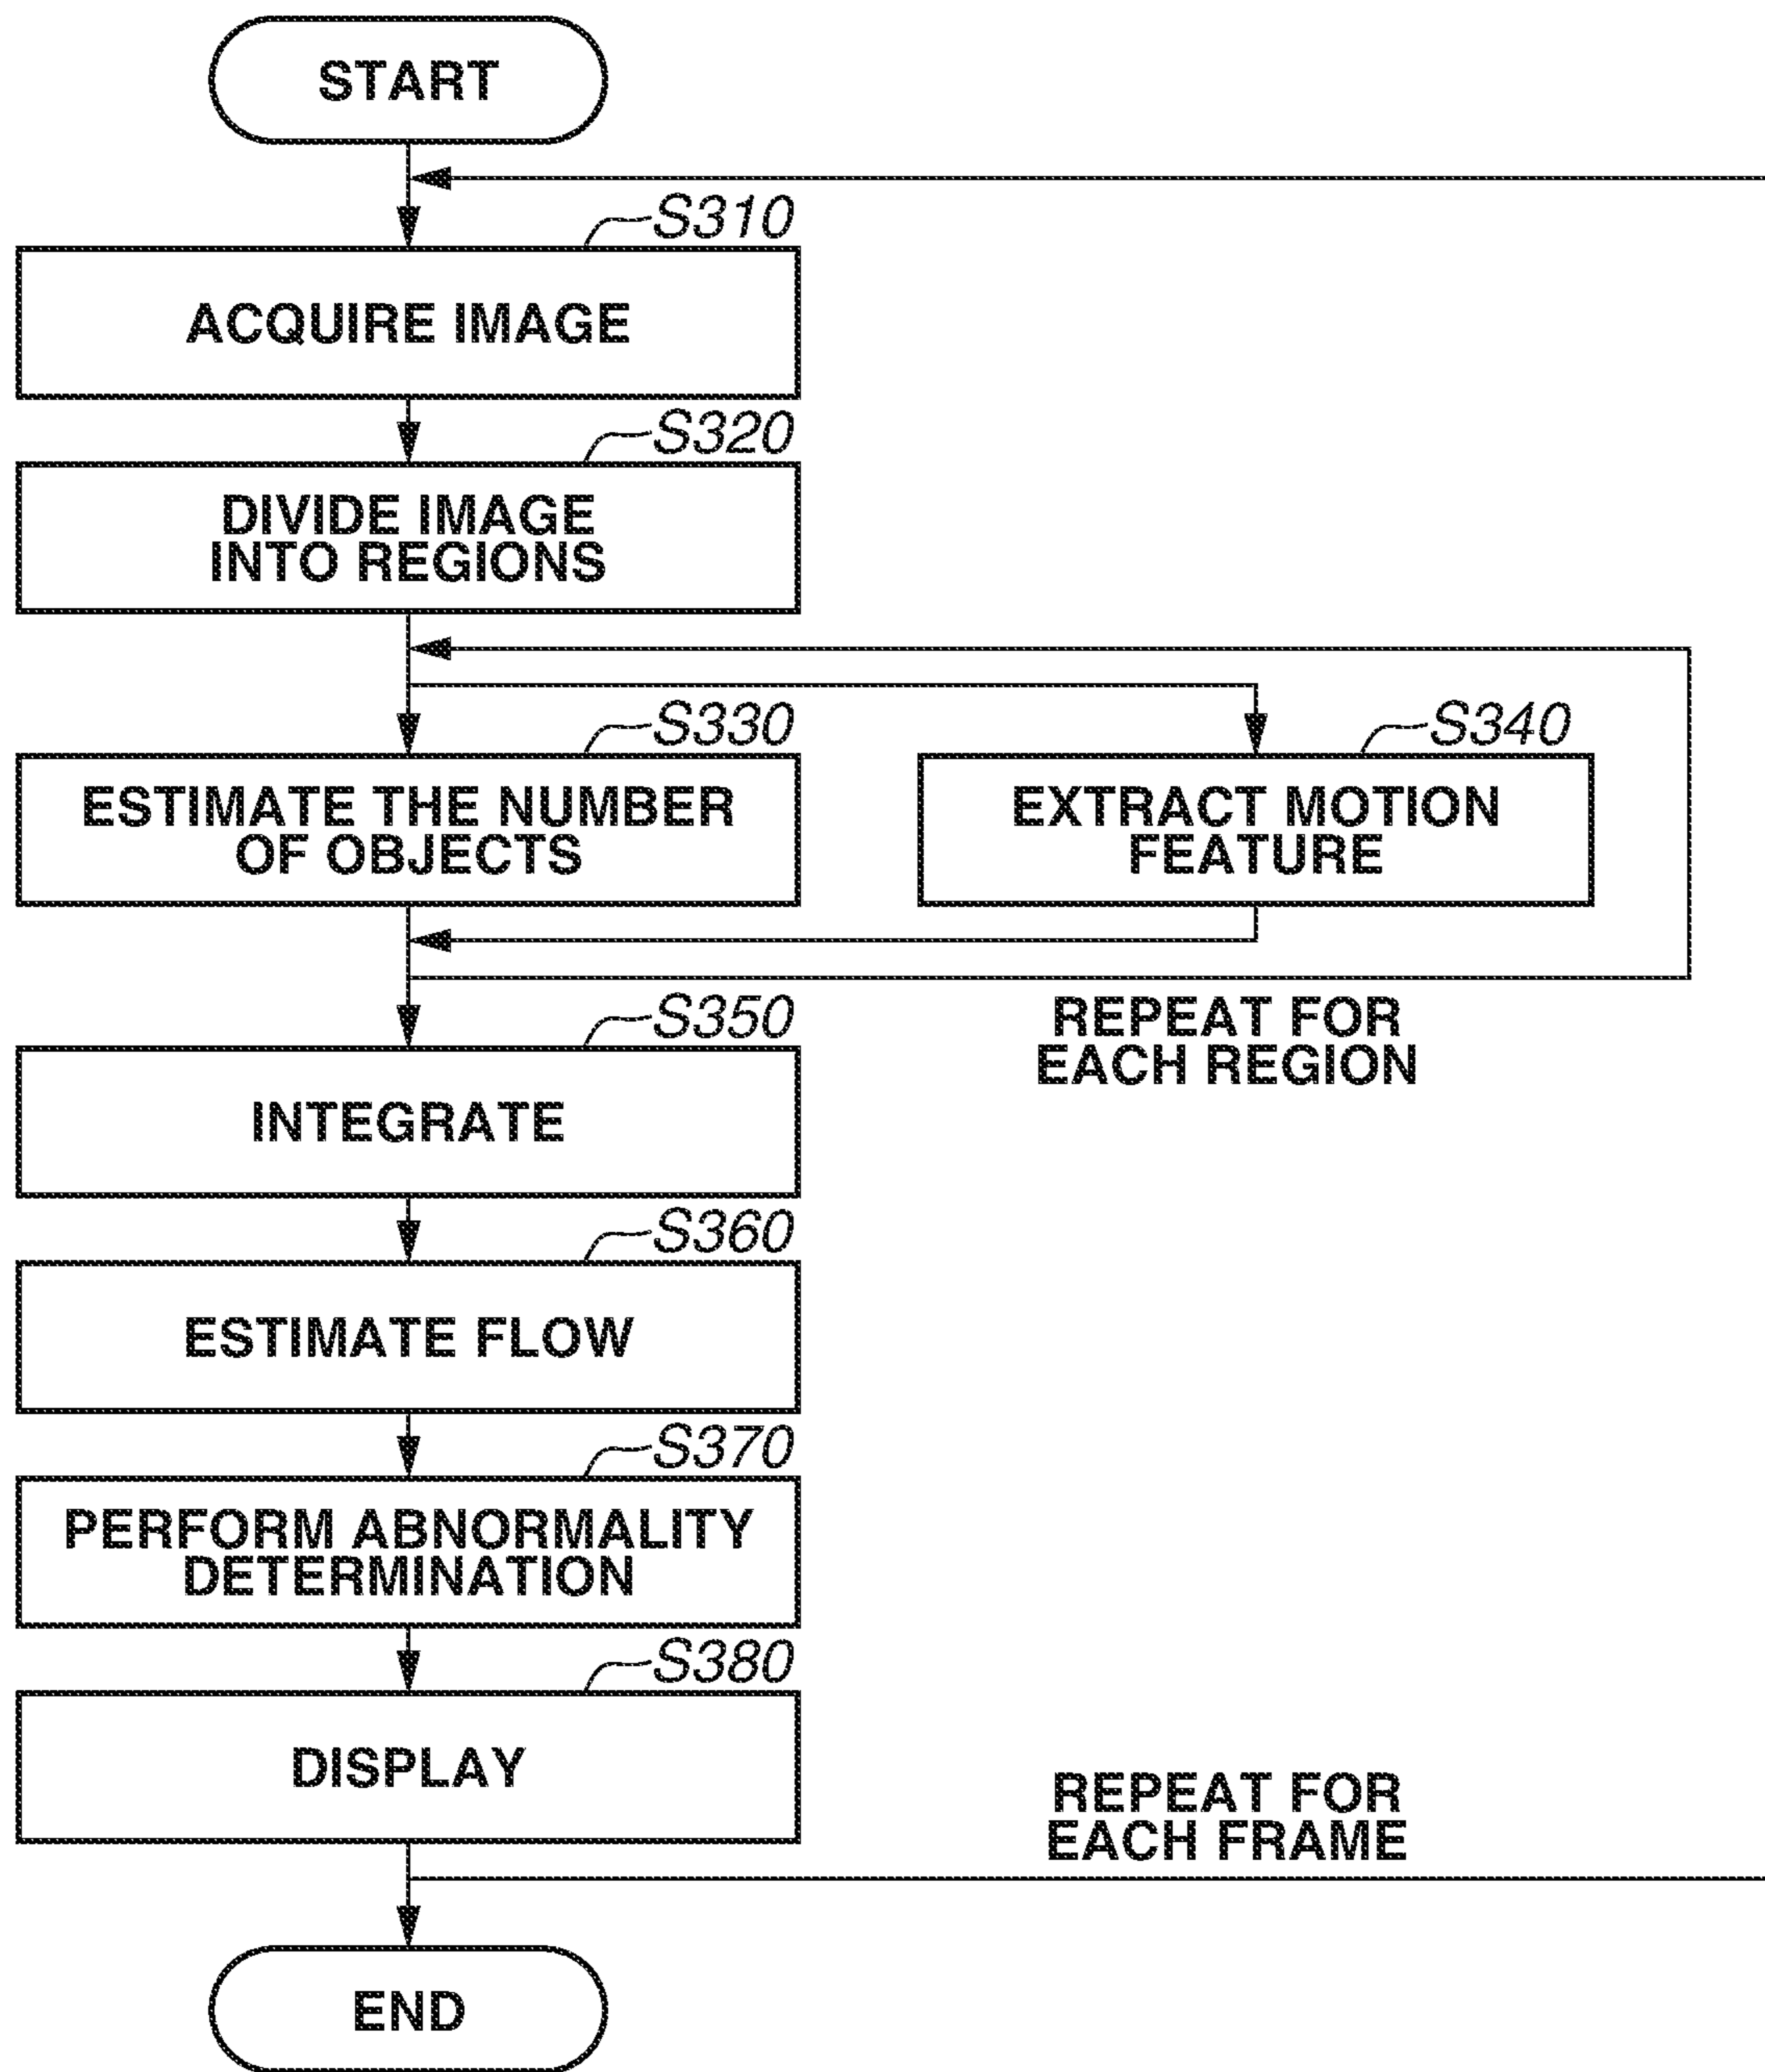 START
S310
ACQUIRE IMAGE
S320
DIVIDE IMAGE
INTO REGIONS
S330
ESTIMATE THE NUMBER
OF OBJECTS
S340
EXTRACT MOTION
FEATURE
REPEAT FOR
EACH REGION
S350
INTEGRATE
S360
ESTIMATE FLOW
S370
PERFORM ABNORMALITY
DETERMINATION
S380
DISPLAY
REPEAT FOR
EACH FRAME
END